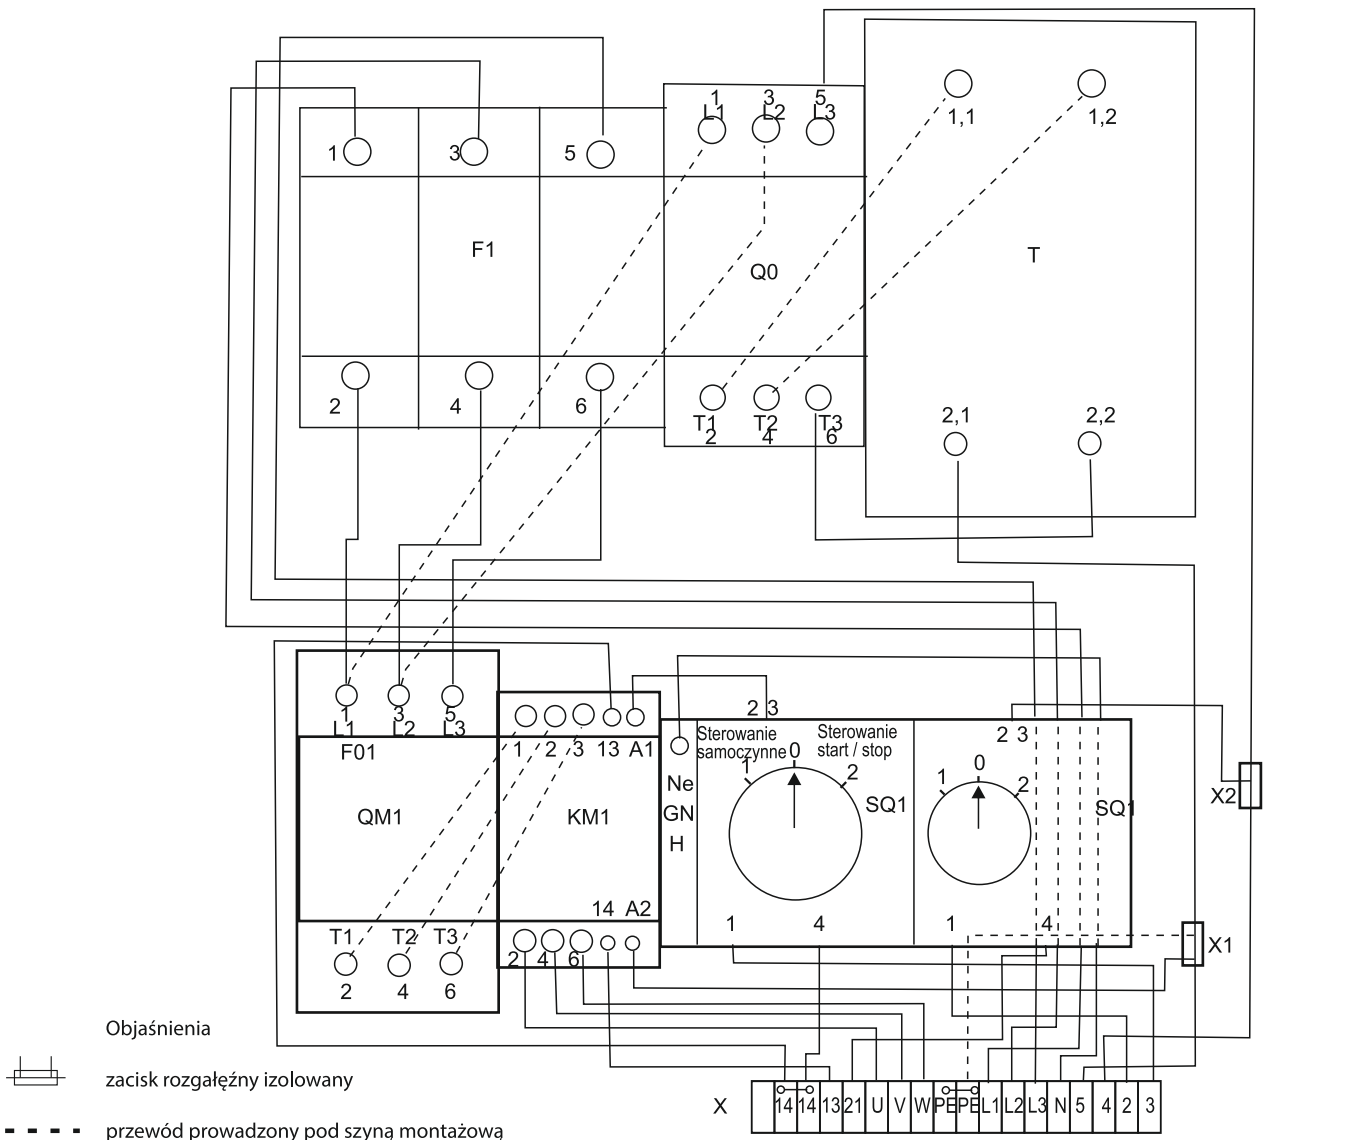 1 3 5
L1 L2 L3
1,1 1,2
1 3 5
F1
Q0
T
2 4 6
T1 T2 T3
2 4 6
2,1 2,2
1 3 5
L1 L2 L3
F01
QM1
T1 T2 T3
2 4 6
1 2 3 13 A1
KM1
14 A2
2 4 6
Ne
GN
H
2 3
Sterowanie
samoczynne
Sterowanie
start / stop
1 0 2
SQ1
1 4
2 3
1 0 2
SQ1
1 4
X2
X1
X
14 14 13 21 U V W PE PE L1 L2 L3 N 5 4 2 3
Objaśnienia
zacisk rozgałęźny izolowany
przewód prowadzony pod szyną montażową